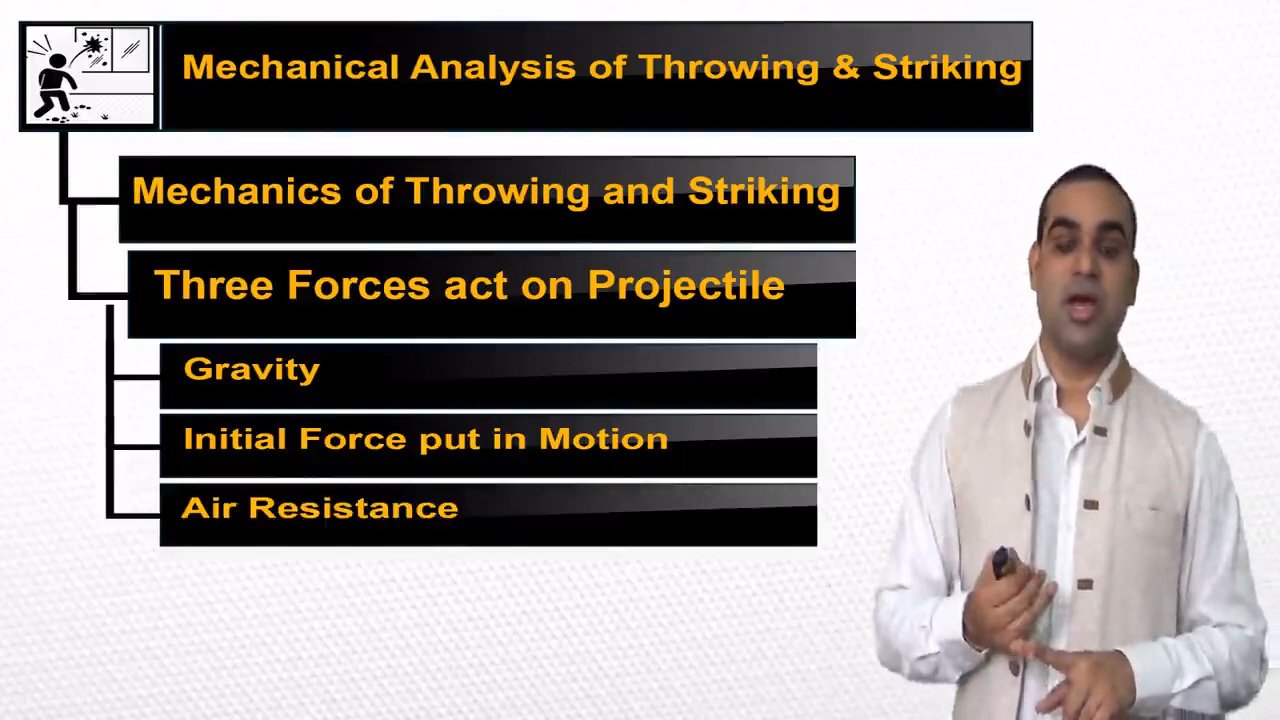 Mechanical Analysis of Throwing & Striking
Mechanics of Throwing and Striking
Three Forces act on Projectile
Gravity
Initial Force put in Motion
Air Resistance